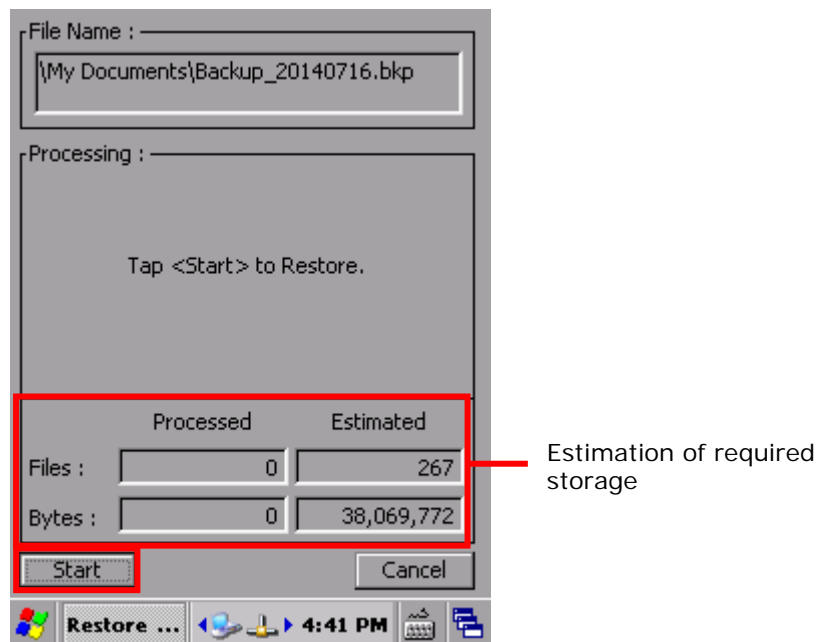 File Name :
\My Documents\Backup_20140716.bkp
Processing :
Tap <Start> to Restore.
Processed Estimated
Files : 0 267
Bytes : 0 38,069,772
Estimation of required
storage
Start Cancel
Restore ... 4:41 PM